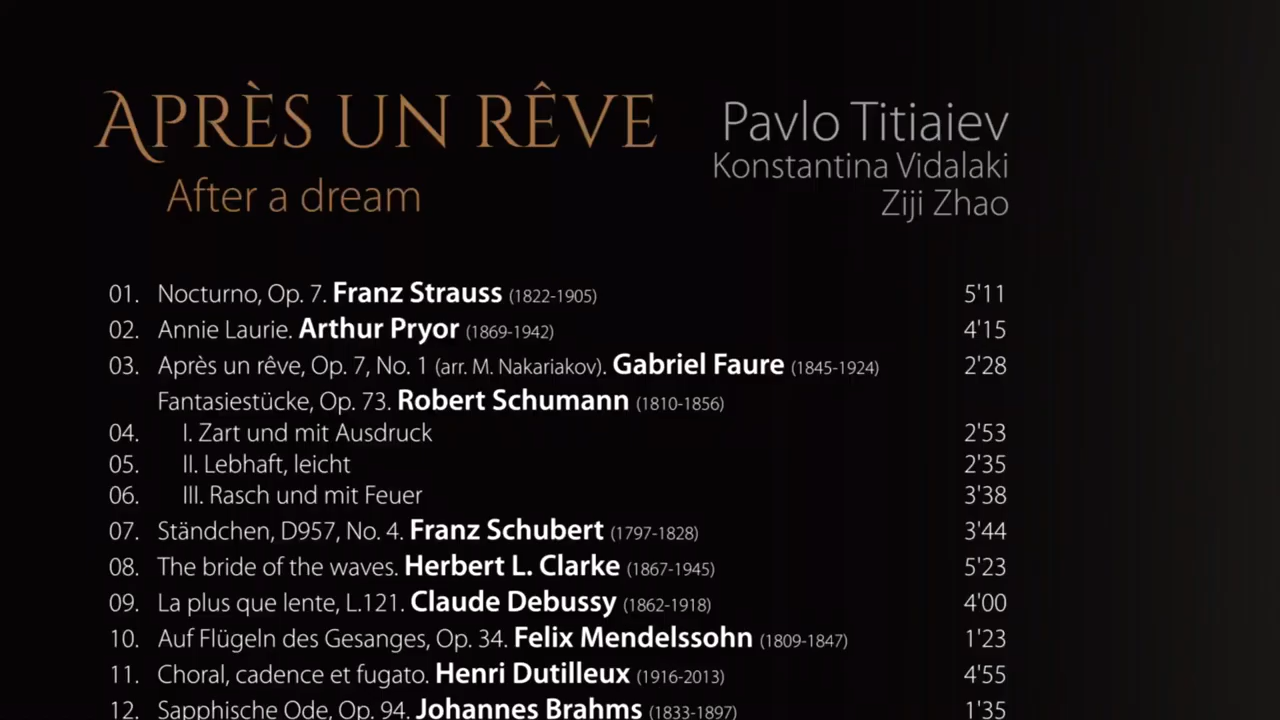 APRÈS UN RÊVE
After a dream
Pavlo Titiaiev
Konstantina Vidalaki
Ziji Zhao
01. Nocturno, Op. 7. Franz Strauss (1822-1905) 5'11
02. Annie Laurie. Arthur Pryor (1869-1942) 4'15
03. Après un rêve, Op. 7, No. 1 (arr. M. Nakariakov). Gabriel Faure (1845-1924) 2'28
Fantasiestücke, Op. 73. Robert Schumann (1810-1856)
04. I. Zart und mit Ausdruck 2'53
05. II. Lebhaft, leicht 2'35
06. III. Rasch und mit Feuer 3'38
07. Ständchen, D957, No. 4. Franz Schubert (1797-1828) 3'44
08. The bride of the waves. Herbert L. Clarke (1867-1945) 5'23
09. La plus que lente, L.121. Claude Debussy (1862-1918) 4'00
10. Auf Flügeln des Gesanges, Op. 34. Felix Mendelssohn (1809-1847) 1'23
11. Choral, cadence et fugato. Henri Dutilleux (1916-2013) 4'55
12. Sapphische Ode, Op. 94. Johannes Brahms (1833-1897) 1'35